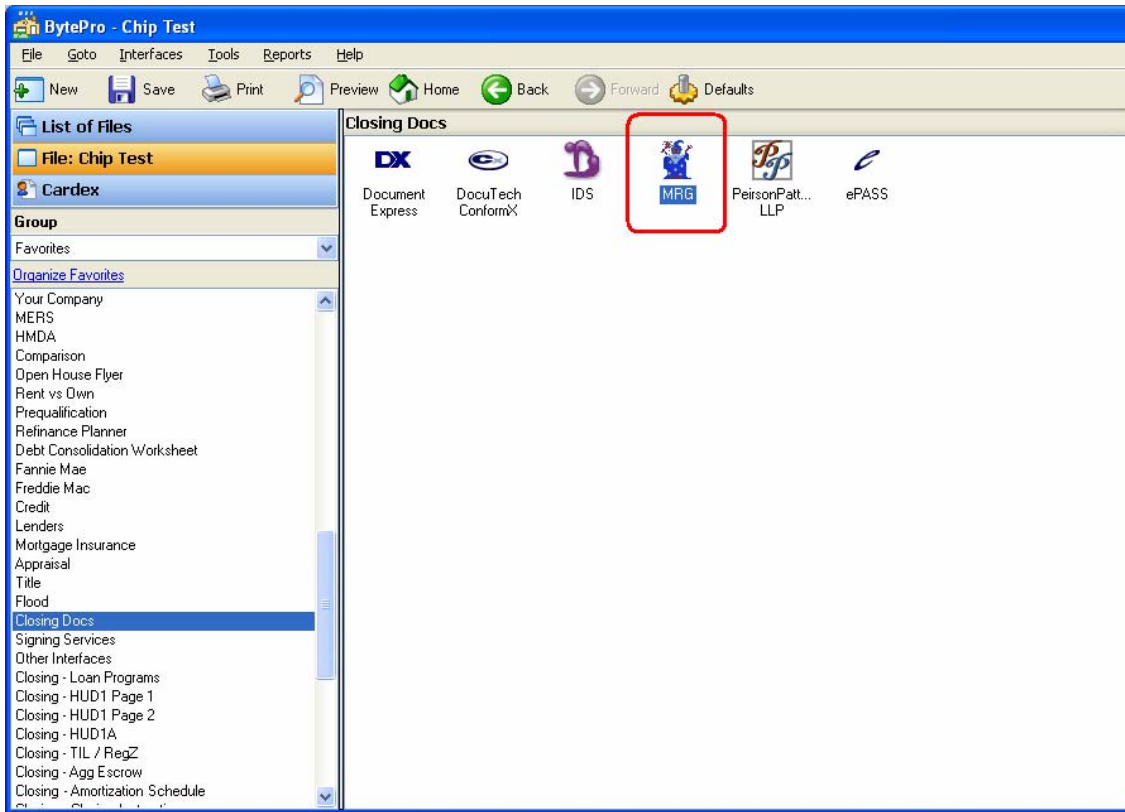 BytePro - Chip Test
File Goto Interfaces Tools Reports Help
New Save Print Preview Home Back Forward Defaults
List of Files
File: Chip Test
Cardex
Group
Favorites
Organize Favorites
Your Company
MERS
HMDA
Comparison
Open House Flyer
Rent vs Own
Prequalification
Refinance Planner
Debt Consolidation Worksheet
Fannie Mae
Freddie Mac
Credit
Lenders
Mortgage Insurance
Appraisal
Title
Flood
Closing Docs
Signing Services
Other Interfaces
Closing - Loan Programs
Closing - HUD1 Page 1
Closing - HUD1 Page 2
Closing - HUD1A
Closing - TIL / RegZ
Closing - Agg Escrow
Closing - Amortization Schedule
Closing Docs
DX
Document
Express
DocuTech
ConformX
IDS
MRG
PP
PeirsonPatt...
LLP
e
ePASS